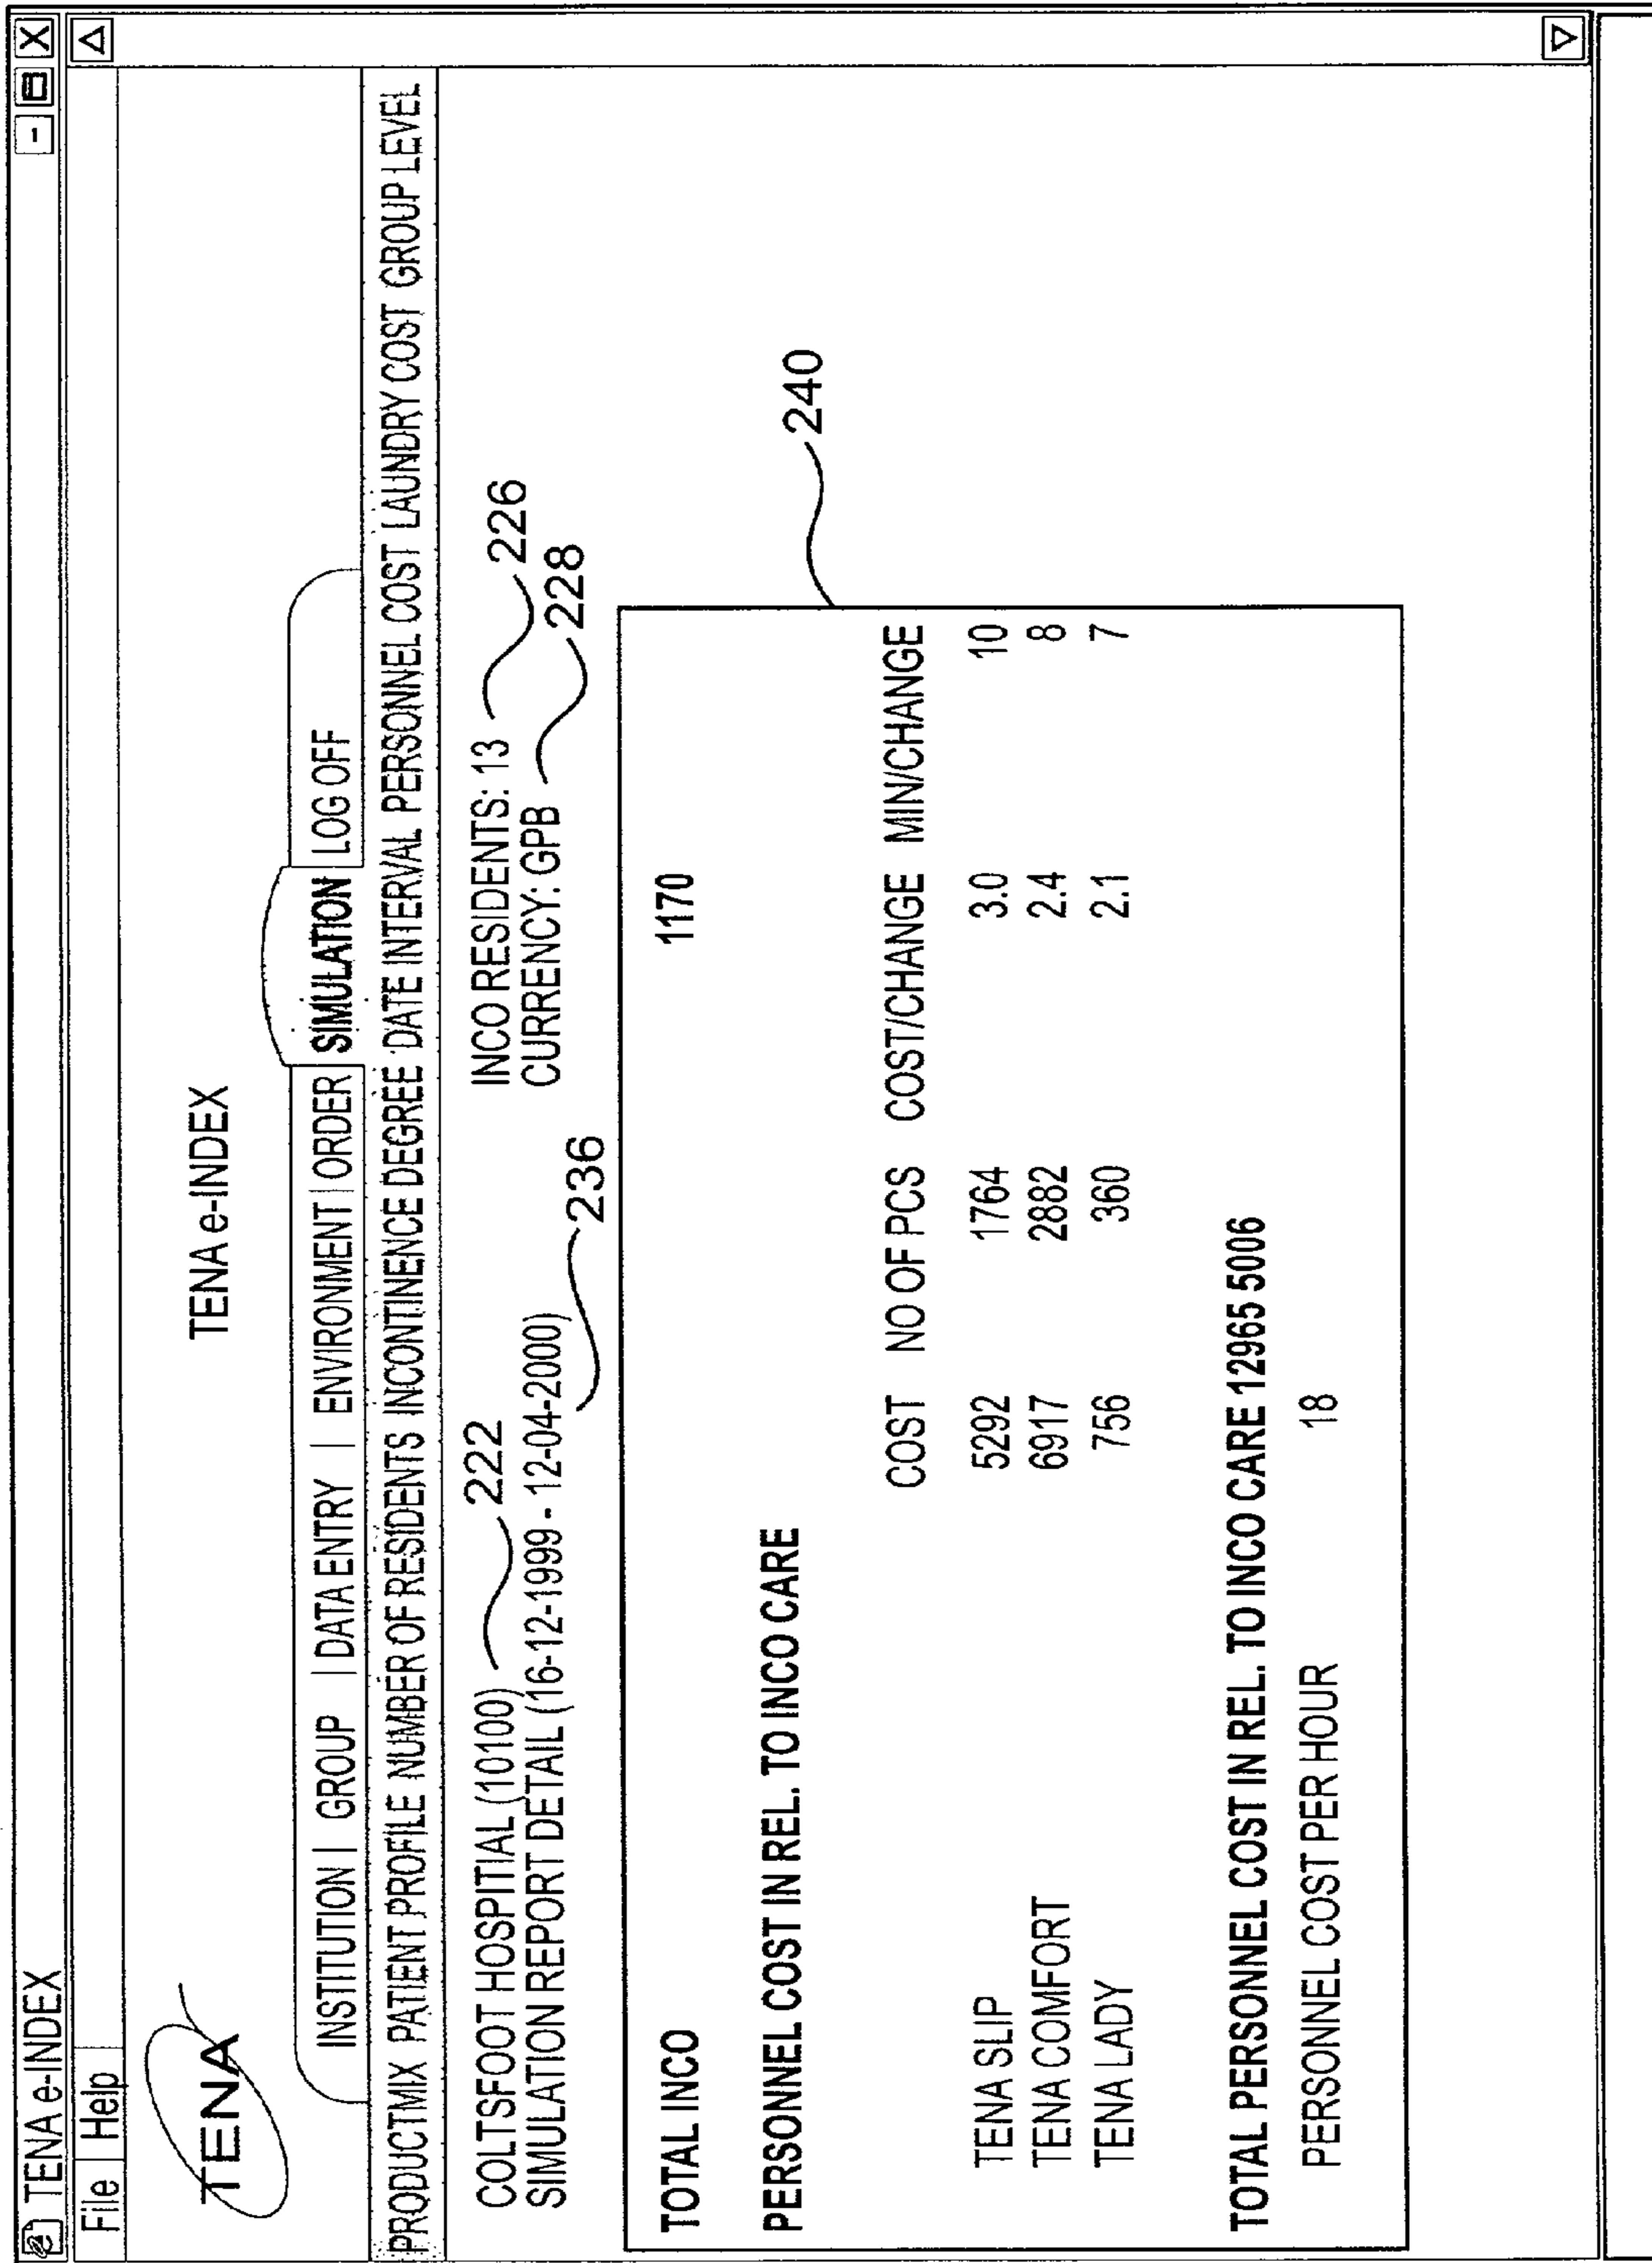 TENA e-INDEX
- X
File Help
TENA
TENA e-INDEX
INSTITUTION | GROUP | DATA ENTRY | ENVIRONMENT | ORDER SIMULATION LOG OFF
PRODUCTMIX PATIENT PROFILE NUMBER OF RESIDENTS INCONTINENCE DEGREE DATE INTERVAL PERSONNEL COST LAUNDRY COST GROUP LEVEL
COLTSFOOT HOSPITIAL (10100) 222 INCO RESIDENTS: 13 226
SIMULATION REPORT DETAIL (16-12-1999 - 12-04-2000) 236 CURRENCY: GPB 228
240
TOTAL INCO 1170
PERSONNEL COST IN REL. TO INCO CARE
COST NO OF PCS COST/CHANGE MIN/CHANGE
TENA SLIP 5292 1764 3.0 10
TENA COMFORT 6917 2882 2.4 8
TENA LADY 756 360 2.1 7
TOTAL PERSONNEL COST IN REL. TO INCO CARE 12965 5006
PERSONNEL COST PER HOUR 18